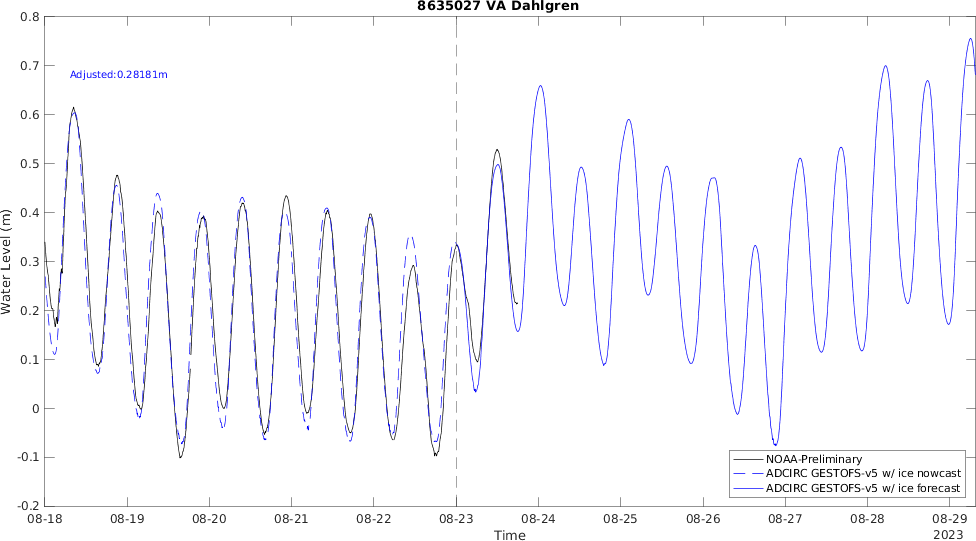 8635027 VA Dahlgren
Adjusted:0.28181m
Water Level (m)
0.8
0.7
0.6
0.5
0.4
0.3
0.2
0.1
0
-0.1
-0.2
NOAA-Preliminary
ADCIRC GESTOFS-v5 w/ ice nowcast
ADCIRC GESTOFS-v5 w/ ice forecast
08-18 08-19 08-20 08-21 08-22 08-23 08-24 08-25 08-26 08-27 08-28 08-29
Time
2023